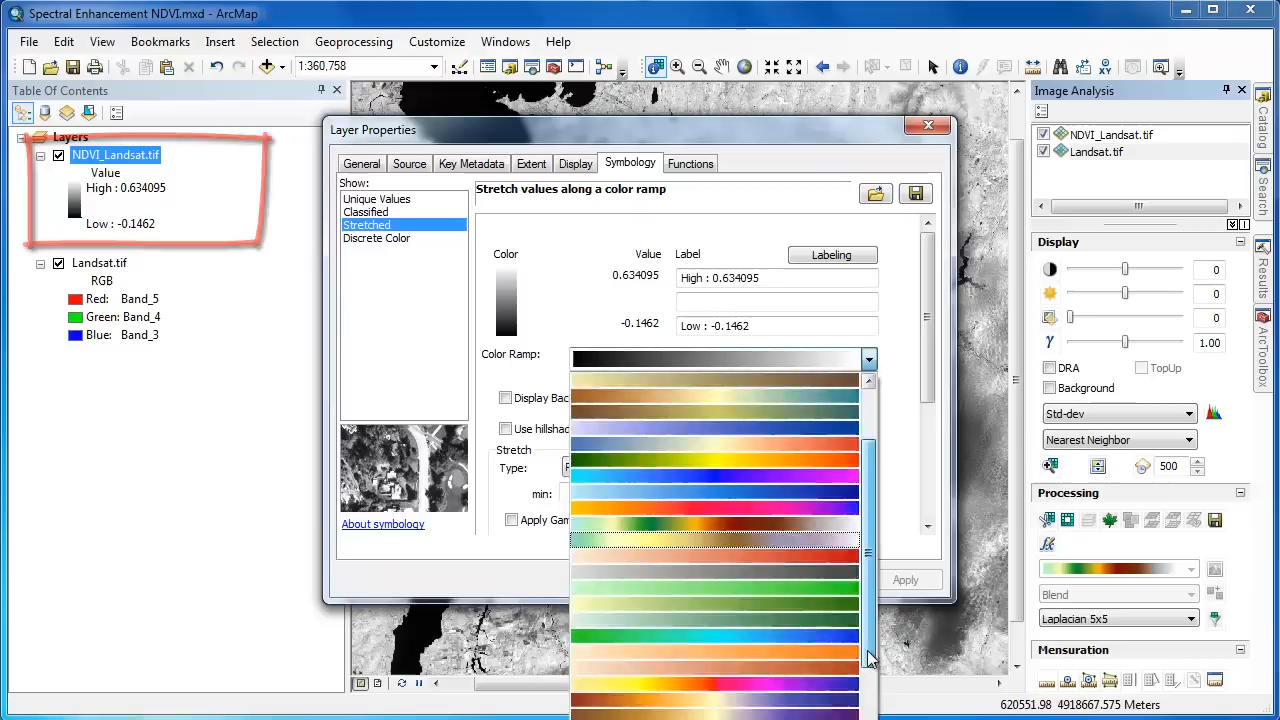 Spectral Enhancement NDVI.mxd - ArcMap
File Edit View Bookmarks Insert Selection Geoprocessing Customize Windows Help
1:360,758
Table Of Contents
Layers
NDVI_Landsat.tif
Value
High : 0.634095
Low : -0.1462
Landsat.tif
RGB
Red: Band_5
Green: Band_4
Blue: Band_3
Layer Properties
General Source Key Metadata Extent Display Symbology Functions
Show:
Unique Values
Classified
Stretched
Discrete Color
About symbology
Stretch values along a color ramp
Color Value Label Labeling
0.634095 High : 0.634095
-0.1462 Low : -0.1462
Color Ramp:
Display Bac
Use hillshad
Stretch
Type:
min:
Apply Gam
Apply
Image Analysis
NDVI_Landsat.tif
Landsat.tif
Display
0
0
0
γ 1.00
DRA TopUp
Background
Std-dev
Nearest Neighbor
500
Processing
fx
Blend
Laplacian 5x5
Mensuration
Catalog
Search
Results
ArcToolbox
620551.98 4918667.575 Meters